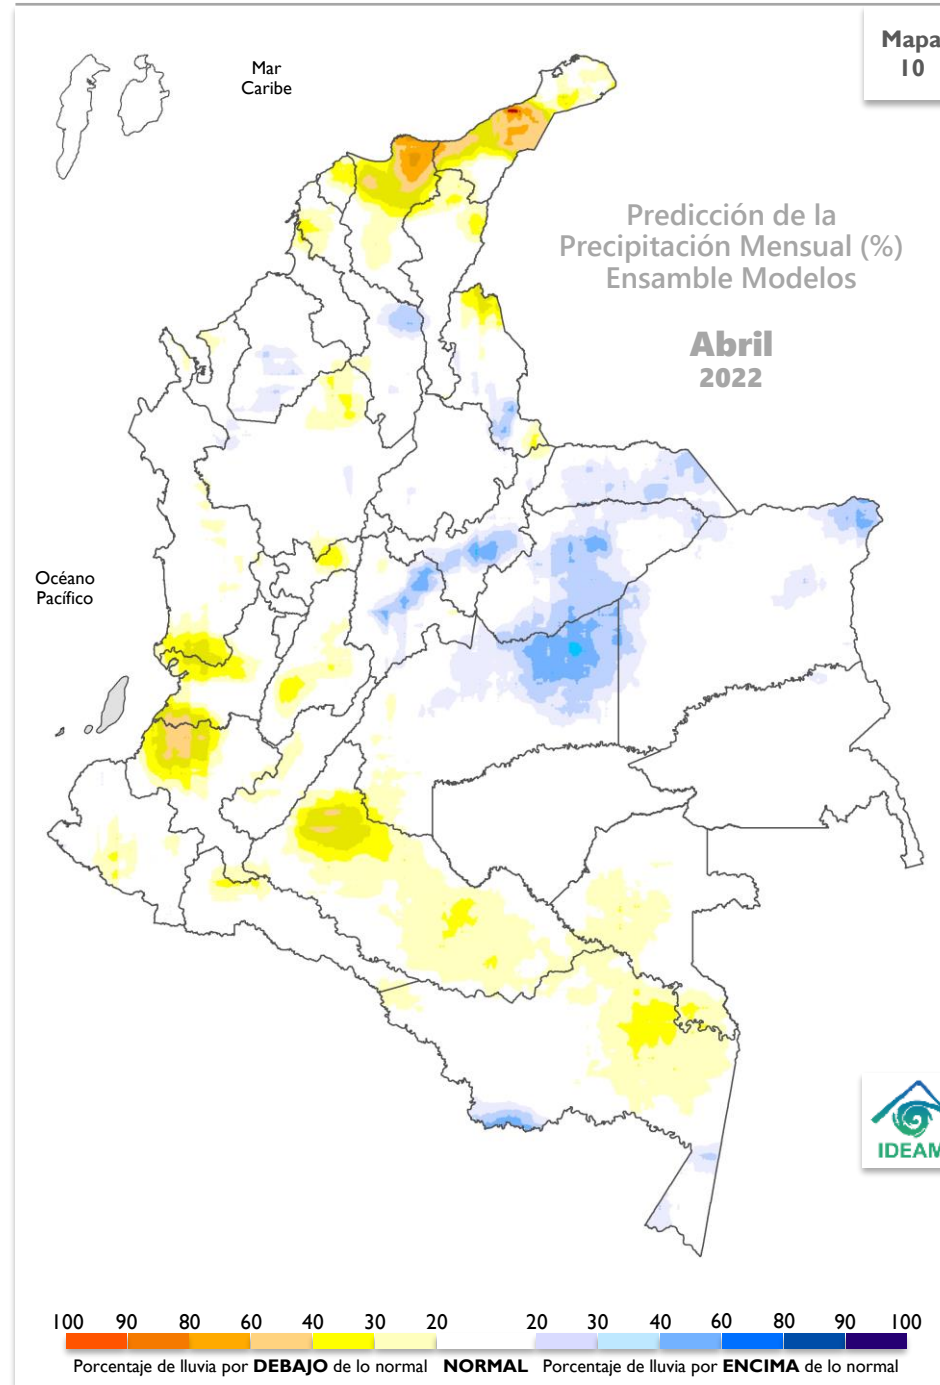 Mapa
10
Mar
Caribe
Predicción de la
Precipitación Mensual (%)
Ensamble Modelos
Abril
2022
Océano
Pacífico
IDEAM
100 90 80 60 40 30 20 20 30 40 60 80 90 100
Porcentaje de lluvia por DEBAJO de lo normal NORMAL Porcentaje de lluvia por ENCIMA de lo normal